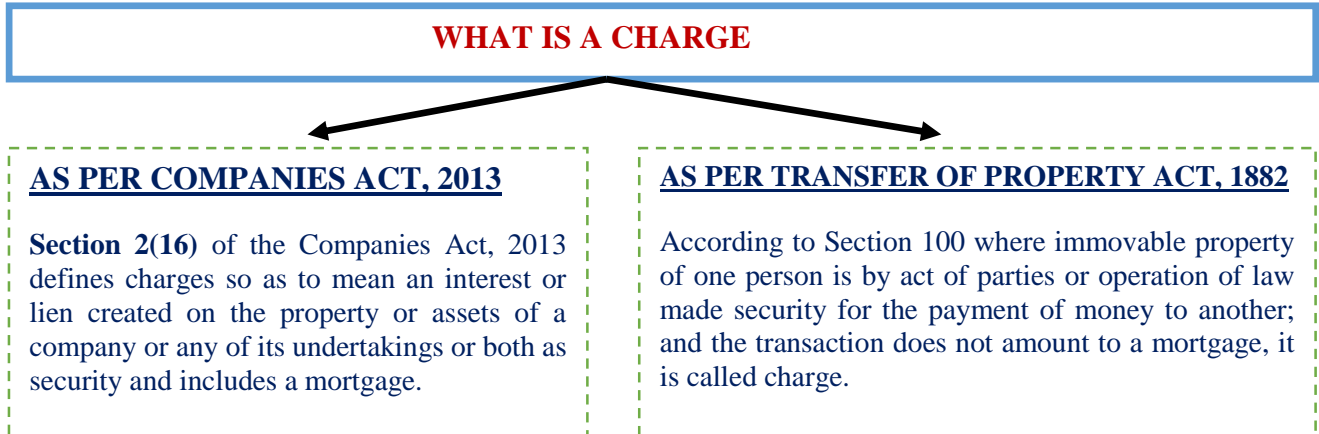 WHAT IS A CHARGE
AS PER COMPANIES ACT, 2013
Section 2(16) of the Companies Act, 2013
defines charges so as to mean an interest or
lien created on the property or assets of a
company or any of its undertakings or both as
security and includes a mortgage.
AS PER TRANSFER OF PROPERTY ACT, 1882
According to Section 100 where immovable property
of one person is by act of parties or operation of law
made security for the payment of money to another;
and the transaction does not amount to a mortgage, it
is called charge.